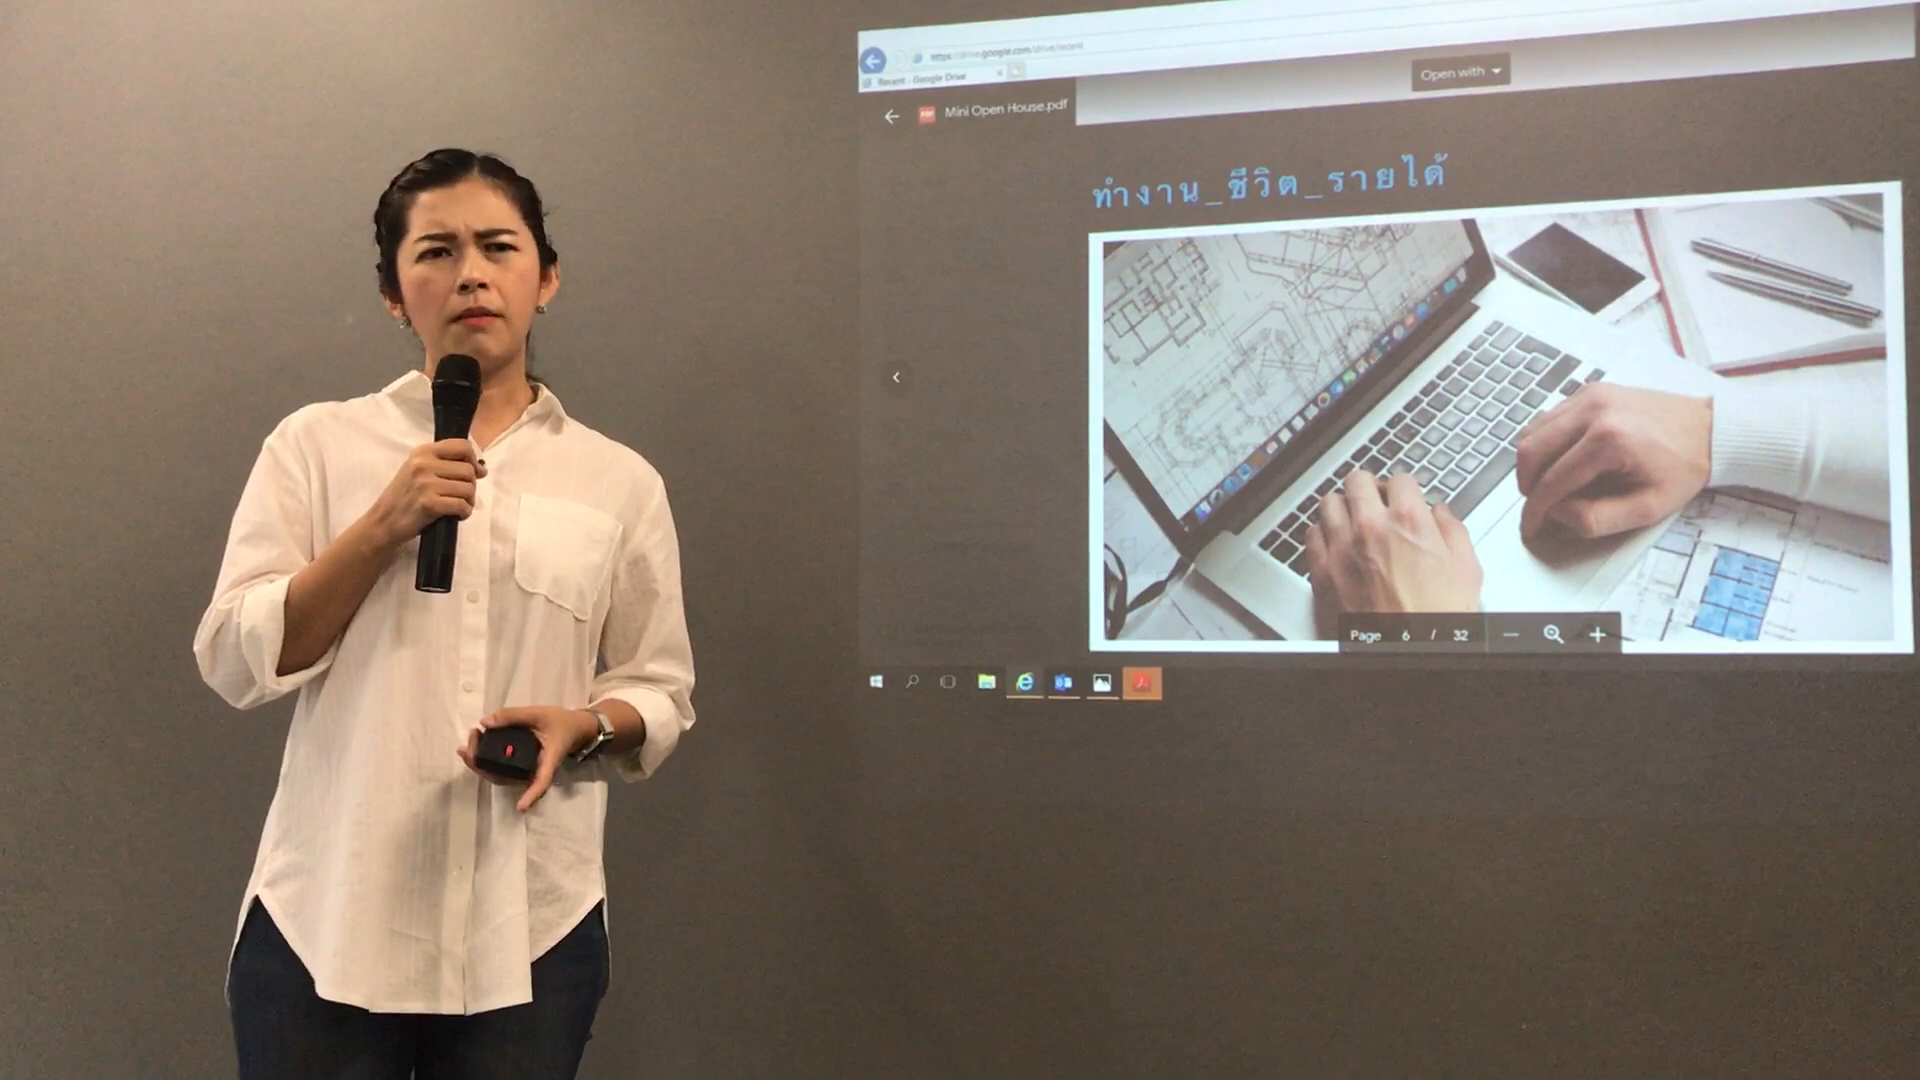 https://drive.google.com/drive/recent
Recent - Google Drive
Open with
PDF
Mini Open House.pdf
ทำงาน_ชีวิต_รายได้
Page 6 / 32